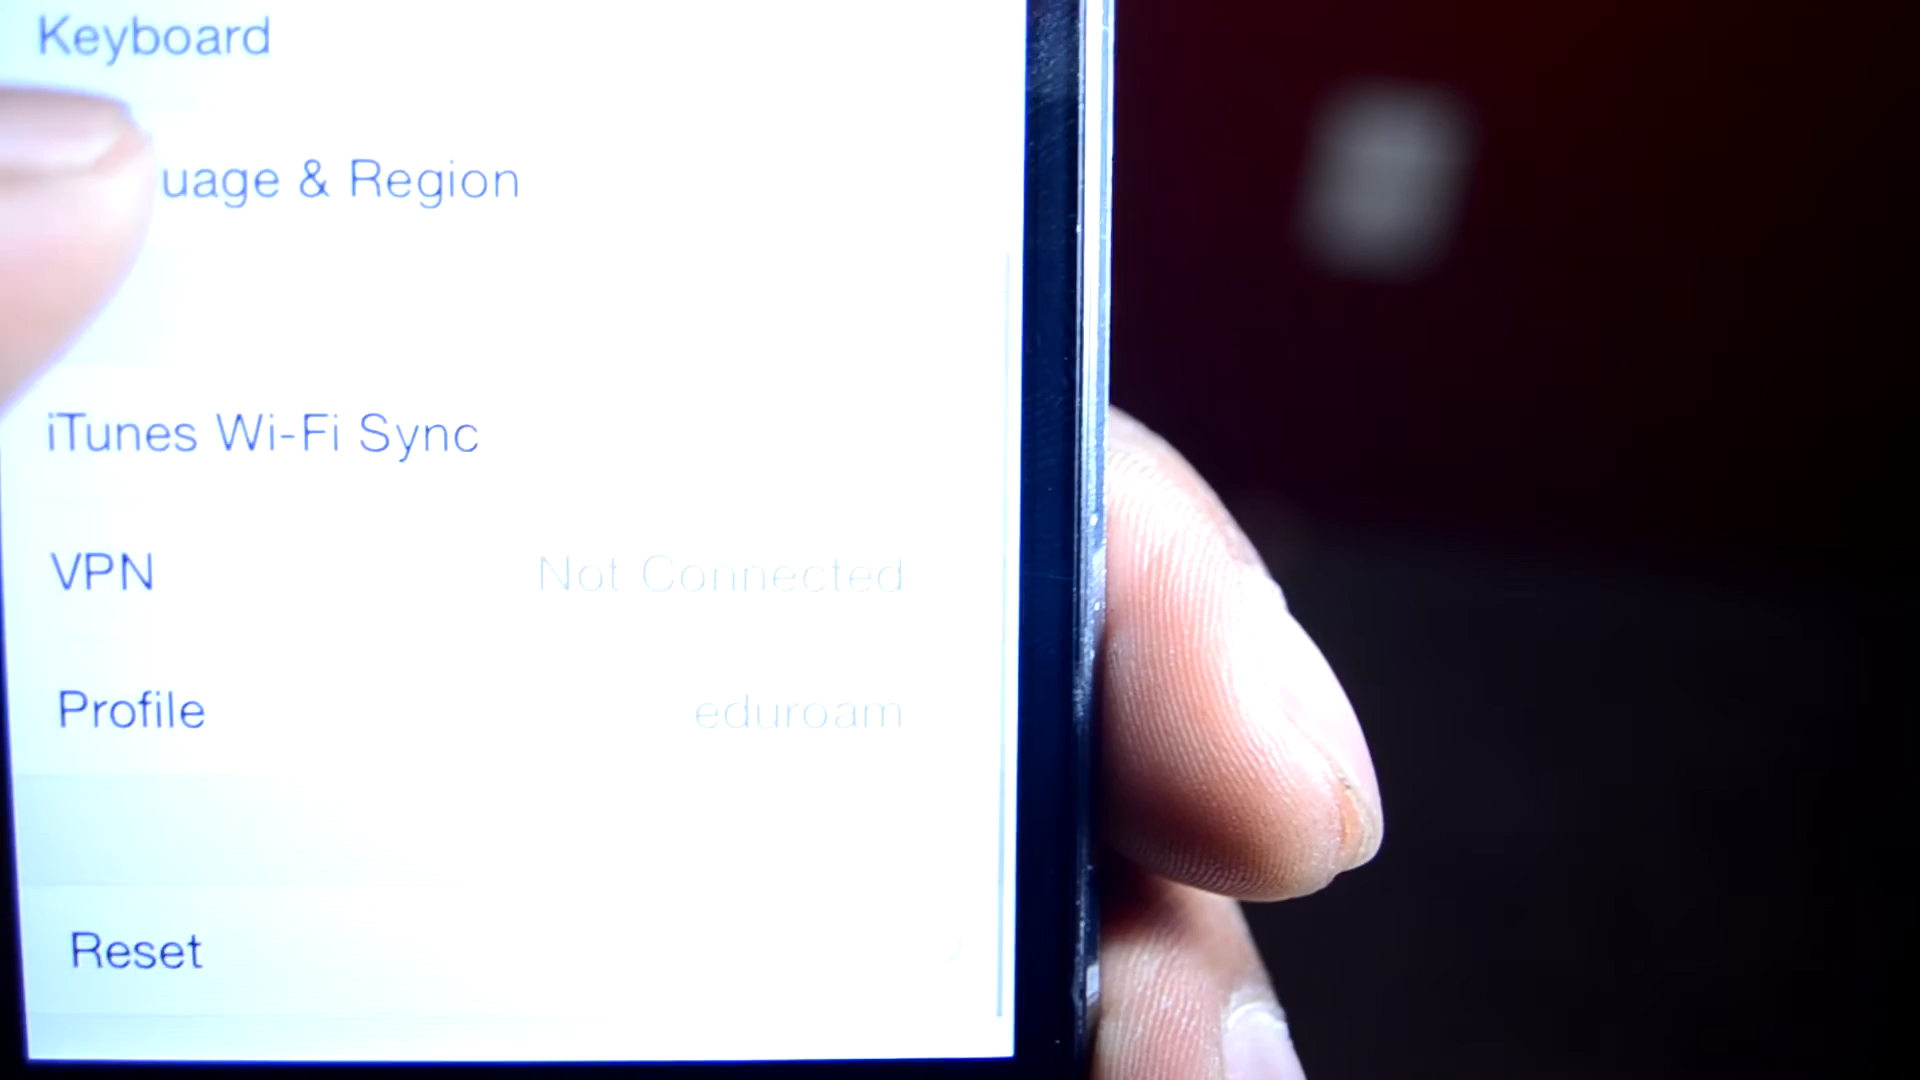 Keyboard
uage & Region
iTunes Wi-Fi Sync
VPN Not Connected
Profile eduroam
Reset